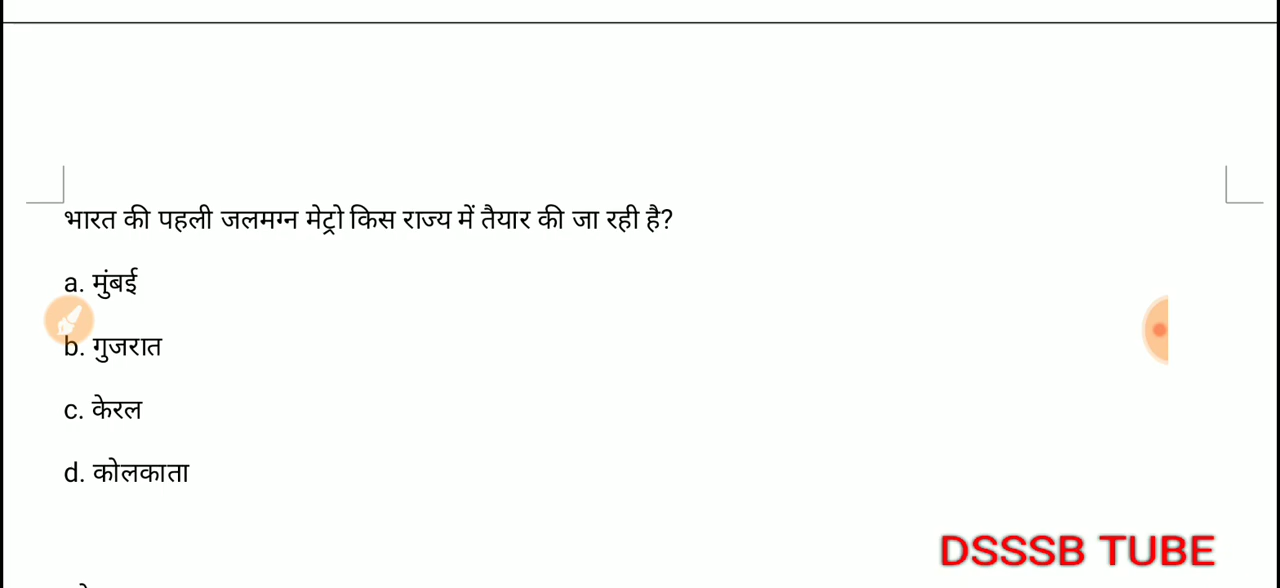 भारत की पहली जलमग्न मेट्रो किस राज्य में तैयार की जा रही है?
a. मुंबई
b. गुजरात
c. केरल
d. कोलकाता
DSSSB TUBE